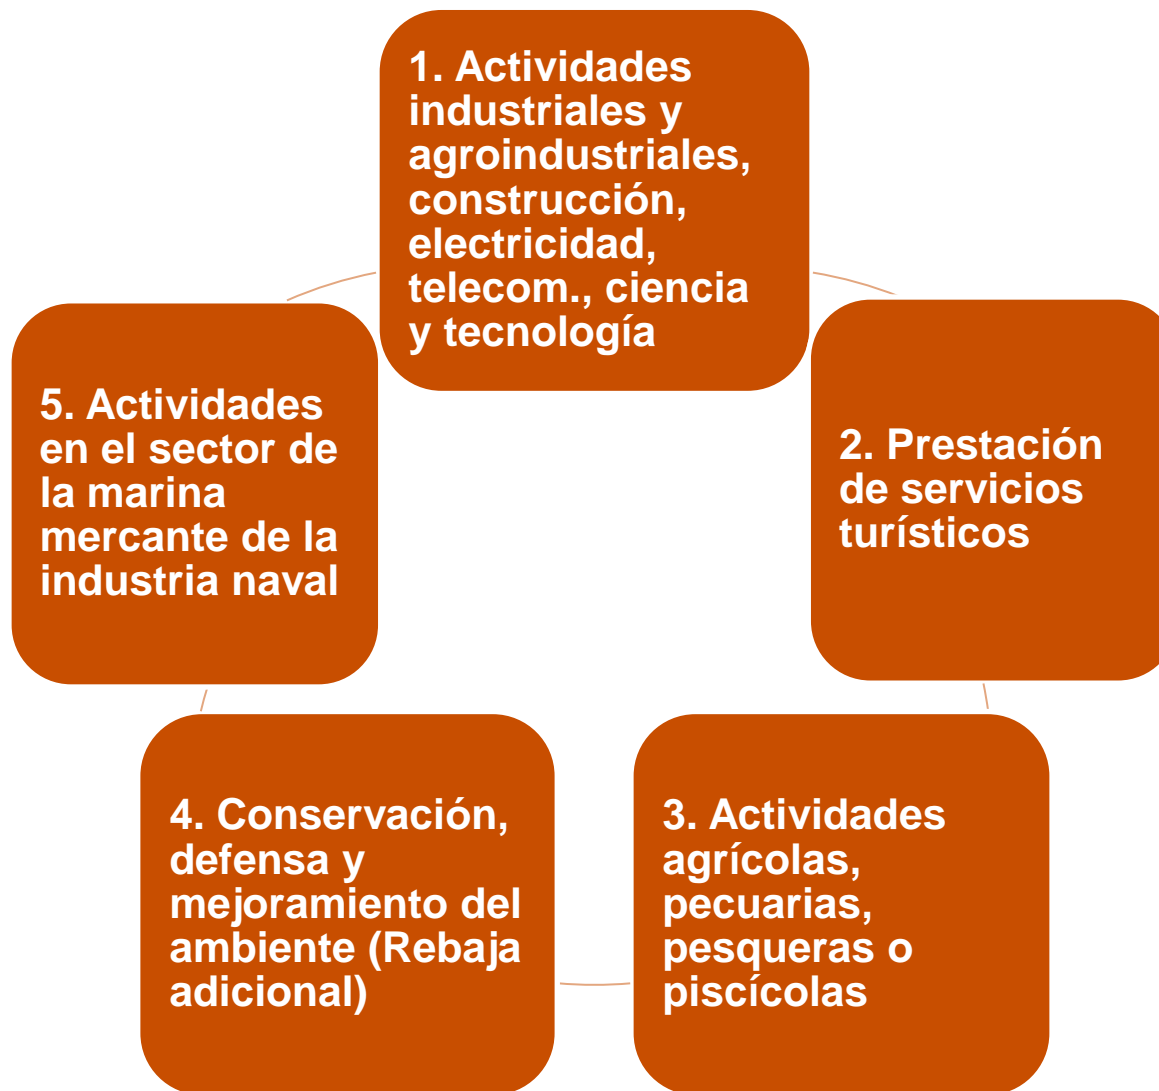 1. Actividades
industriales y
agroindustriales,
construcción,
electricidad,
telecom., ciencia
y tecnología
2. Prestación
de servicios
turísticos
3. Actividades
agrícolas,
pecuarias,
pesqueras o
piscícolas
4. Conservación,
defensa y
mejoramiento del
ambiente (Rebaja
adicional)
5. Actividades
en el sector de
la marina
mercante de la
industria naval